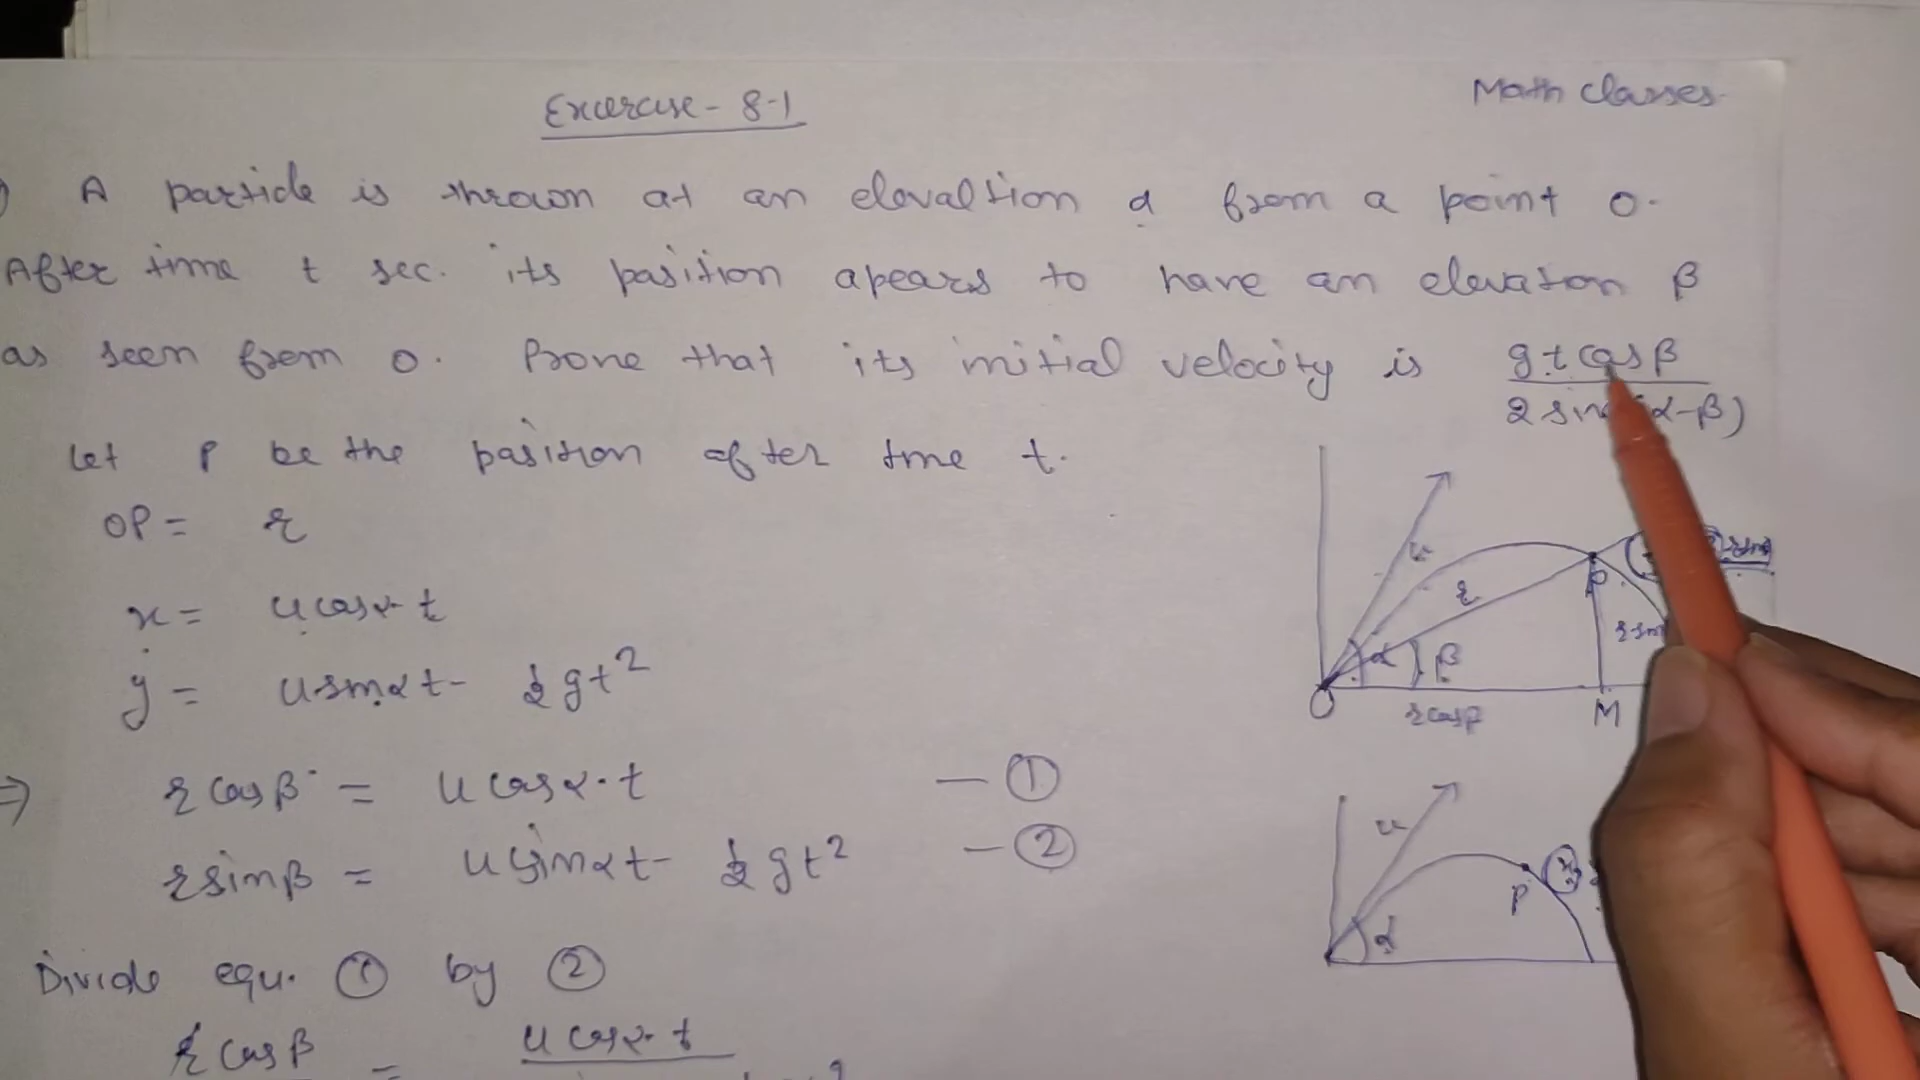 Math classes.
Excercise - 8.1
A particle is thrown at an elevaltion α from a point O.
After time t sec. its position apears to have an elevation β
as seen from O. Prove that its initial velocity is gt cosβ
2 sin(α-β)
Let P be the position after time t.
OP = r
x = u cosα t
y = u sinα t - ½ gt²
⇒ r cosβ = u cosα · t — ①
r sinβ = u sinα t - ½ gt² — ②
Divide equ. ① by ②
r cosβ = u cosα · t
u
r
P
α
β
O
r cosβ
M
u
P
α